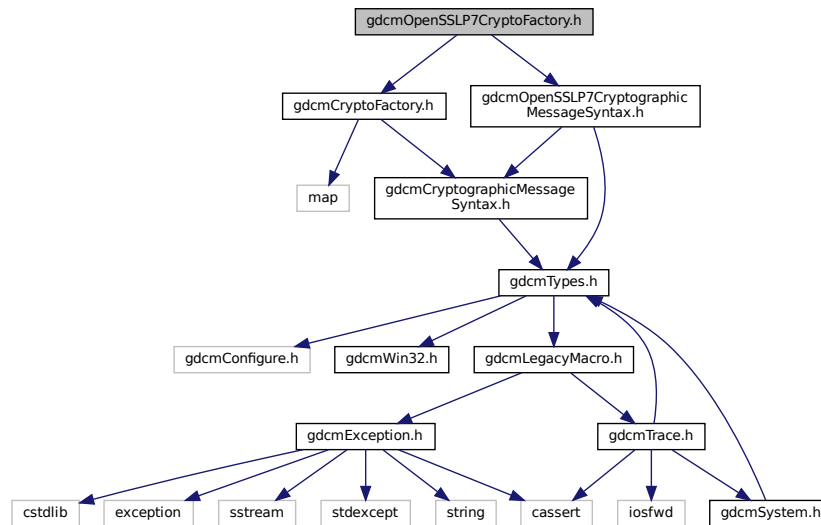 gdcmOpenSSLP7CryptoFactory.h
gdcmCryptoFactory.h
gdcmOpenSSLP7Cryptographic
MessageSyntax.h
map
gdcmCryptographicMessage
Syntax.h
gdcmTypes.h
gdcmConfigure.h
gdcmWin32.h
gdcmLegacyMacro.h
gdcmException.h
gdcmTrace.h
cstdlib
exception
sstream
stdexcept
string
cassert
iosfwd
gdcmSystem.h